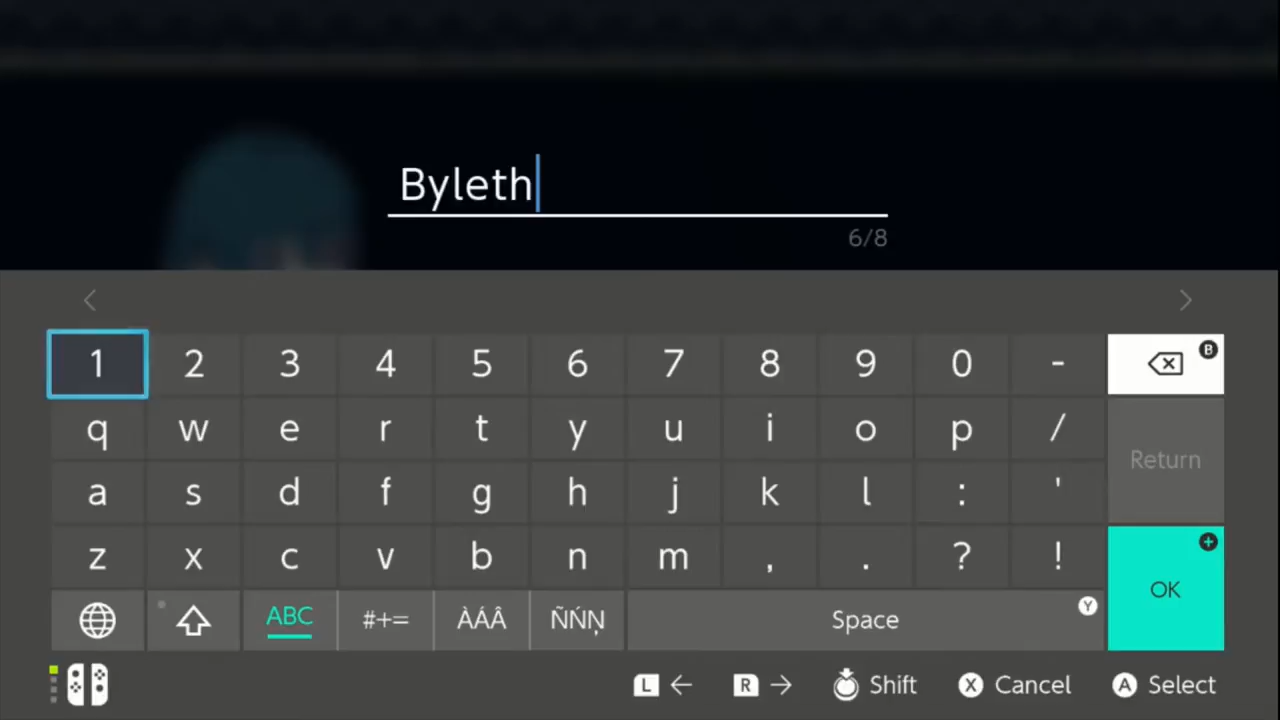 Byleth
6/8
1 2 3 4 5 6 7 8 9 0 - B
q w e r t y u i o p / Return
a s d f g h j k l : '
z x c v b n m , . ? ! +
ABC #+= ÀÁÂ ÑŃŅ Space Y OK
L ← R → Shift X Cancel A Select